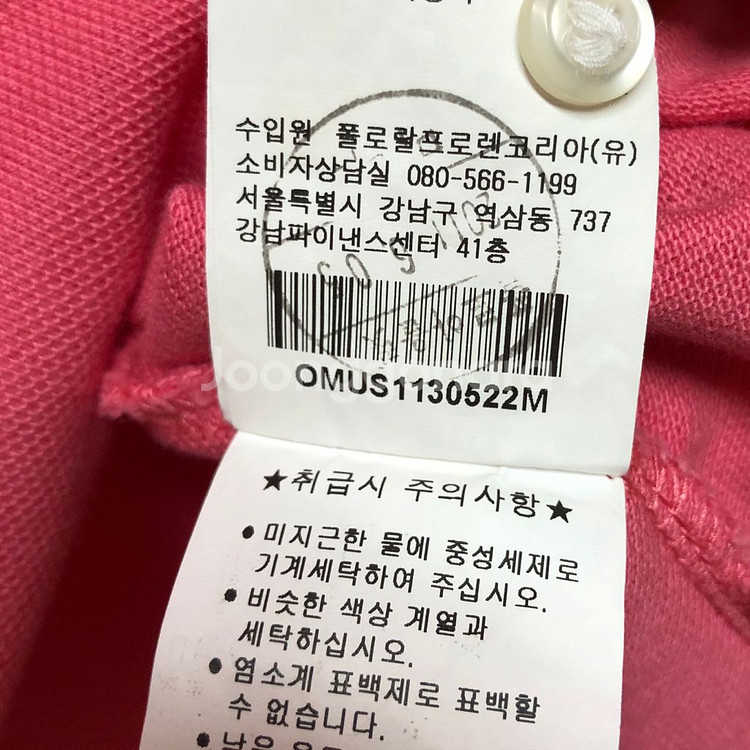 수입원 폴로랄프로렌코리아(유)
소비자상담실 080-566-1199
서울특별시 강남구 역삼동 737
강남파이낸스센터 41층
OMUS1130522M
★취급시 주의사항★
• 미지근한 물에 중성세제로
기계세탁하여 주십시오.
• 비슷한 색상 계열과
세탁하십시오.
• 염소계 표백제로 표백할
수 없습니다.